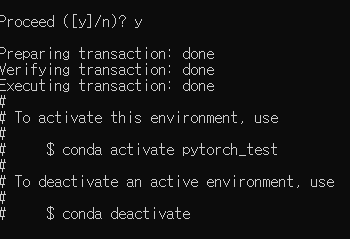 Proceed ([y]/n)? y
Preparing transaction: done
Verifying transaction: done
Executing transaction: done
#
# To activate this environment, use
#
#     $ conda activate pytorch_test
#
# To deactivate an active environment, use
#
#     $ conda deactivate